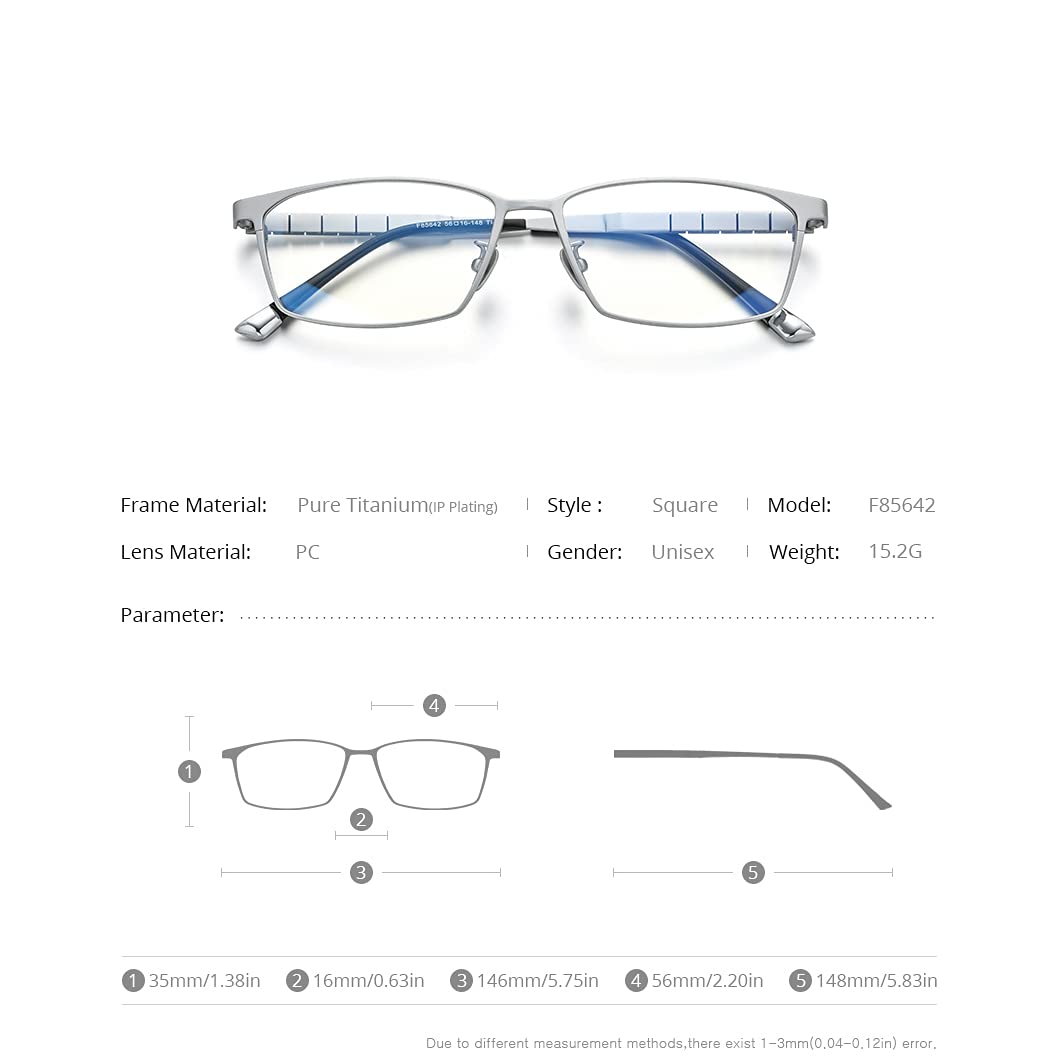 F85642 56□16-148
Frame Material: Pure Titanium(IP Plating) Style : Square Model: F85642
Lens Material: PC Gender: Unisex Weight: 15.2G
Parameter:
4
1
2
3 5
1 35mm/1.38in 2 16mm/0.63in 3 146mm/5.75in 4 56mm/2.20in 5 148mm/5.83in
Due to different measurement methods,there exist 1-3mm(0.04-0.12in) error.